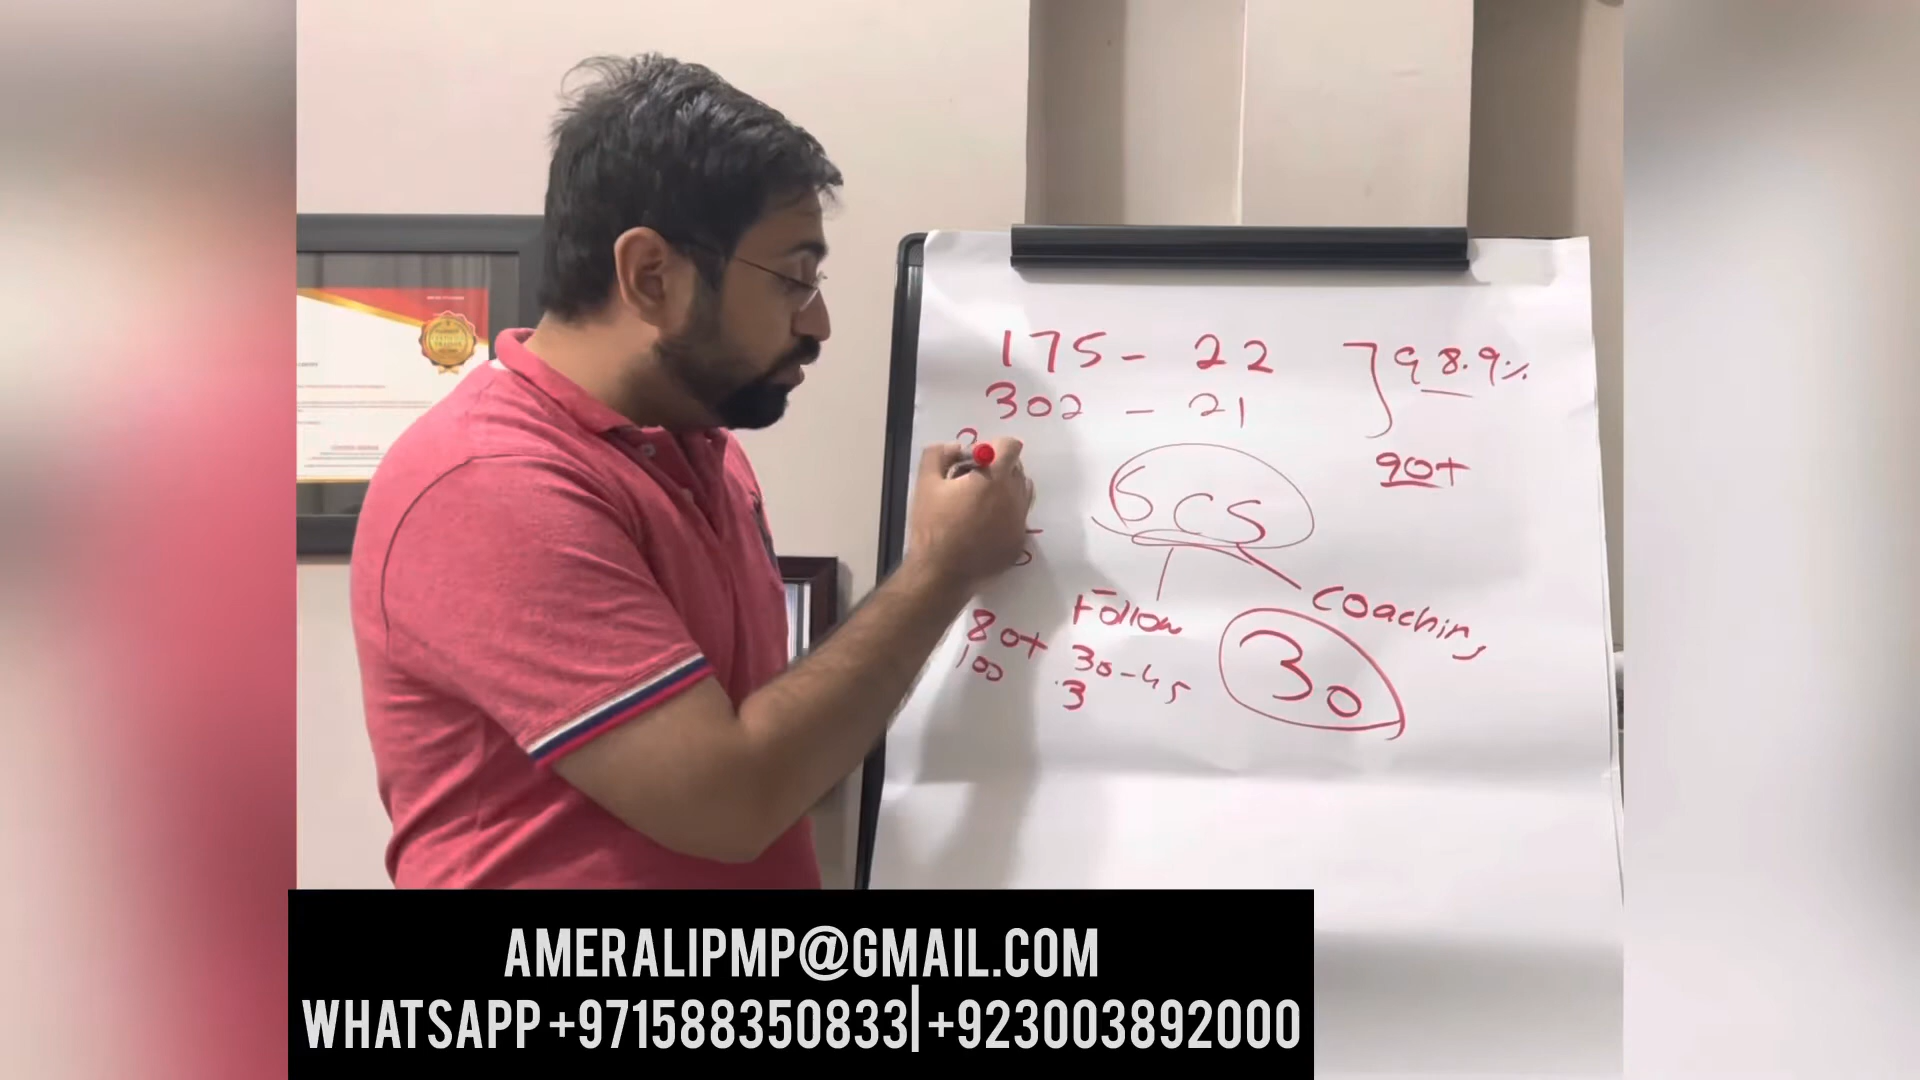 175 - 22
302 - 21
98.9%
90+
SCS
Follow
Coaching
80+
100
30-45
3
30
AMERALIPMP@GMAIL.COM
WHATSAPP +971588350833| +923003892000